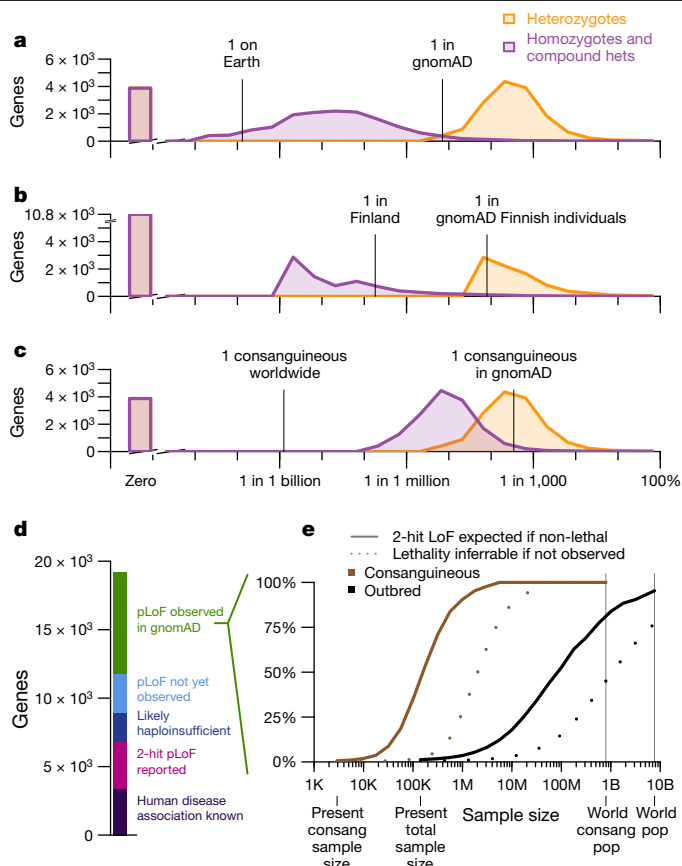 Heterozygotes
Homozygotes and
compound hets
a
1 on
Earth
1 in
gnomAD
Genes
6 × 10³
4 × 10³
2 × 10³
0
b
1 in
Finland
1 in
gnomAD Finnish individuals
Genes
10.8 × 10³
4 × 10³
2 × 10³
0
c
1 consanguineous
worldwide
1 consanguineous
in gnomAD
Genes
6 × 10³
4 × 10³
2 × 10³
0
Zero
1 in 1 billion
1 in 1 million
1 in 1,000
100%
d
Genes
20 × 10³
15 × 10³
10 × 10³
5 × 10³
0
pLoF observed
in gnomAD
pLoF not yet
observed
Likely
haploinsufficient
2-hit pLoF
reported
Human disease
association known
e
2-hit LoF expected if non-lethal
Lethality inferrable if not observed
Consanguineous
Outbred
100%
75%
50%
25%
0%
1K
10K
100K
1M
10M
100M
1B
10B
Sample size
Present
consang
sample
size
Present
total
sample
size
World
consang
pop
World
pop